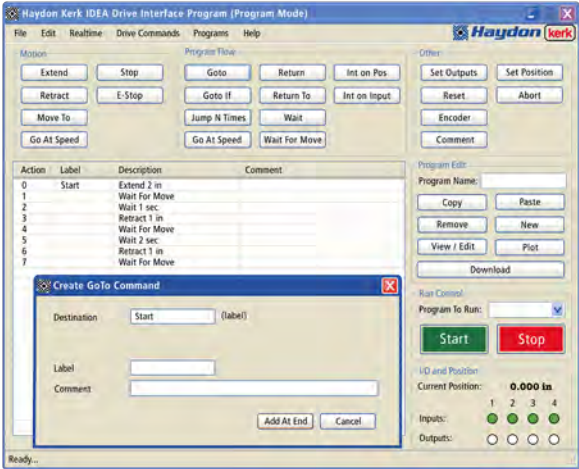 Haydon Kerk IDEA Drive Interface Program (Program Mode)
File Edit Realtime Drive Commands Programs Help
Haydon kerk
Motion
Extend Stop
Retract E-Stop
Move To
Go At Speed
Program Flow
Goto Return Int on Pos
Goto If Return To Int on Input
Jump N Times Wait
Go At Speed Wait For Move
Other
Set Outputs Set Position
Reset Abort
Encoder
Comment
Action Label Description Comment
0 Start Extend 2 in
1 Wait For Move
2 Wait 1 sec
3 Retract 1 in
4 Wait For Move
5 Wait 2 sec
6 Retract 1 in
7 Wait For Move
Program Edit
Program Name:
Copy Paste
Remove New
View / Edit Plot
Download
Run Control
Program To Run:
Start Stop
I/O and Position
Current Position: 0.000 in
1 2 3 4
Inputs:
Outputs:
Create GoTo Command
Destination Start (label)
Label
Comment
Add At End Cancel
Ready...